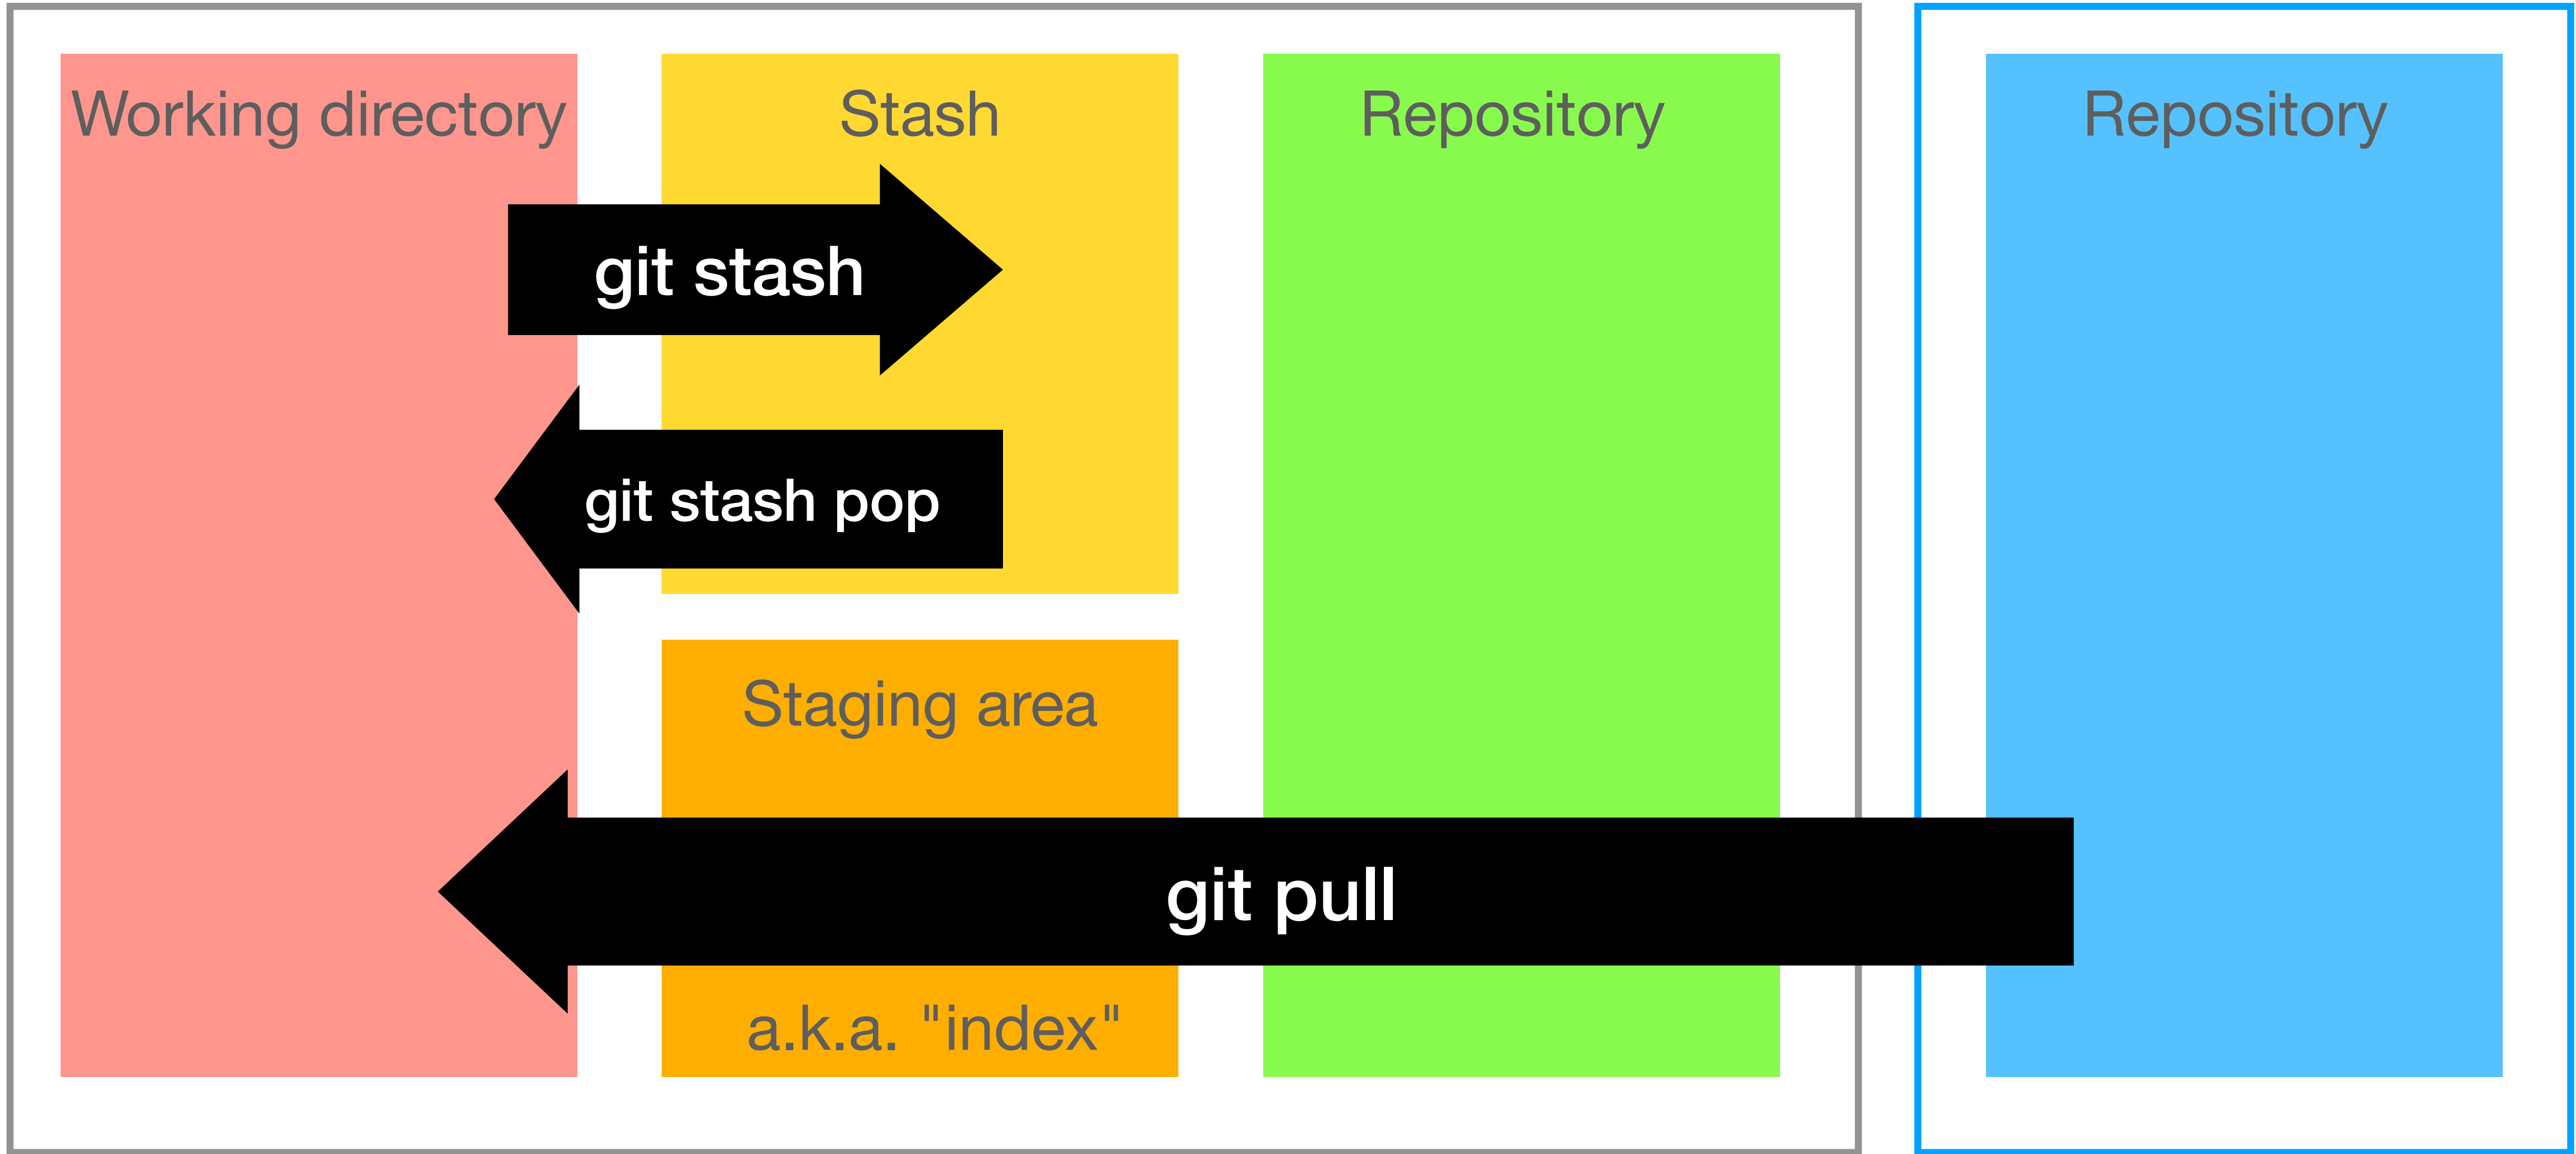 Working directory
Stash
Repository
Repository
git stash
git stash pop
Staging area
git pull
a.k.a. "index"